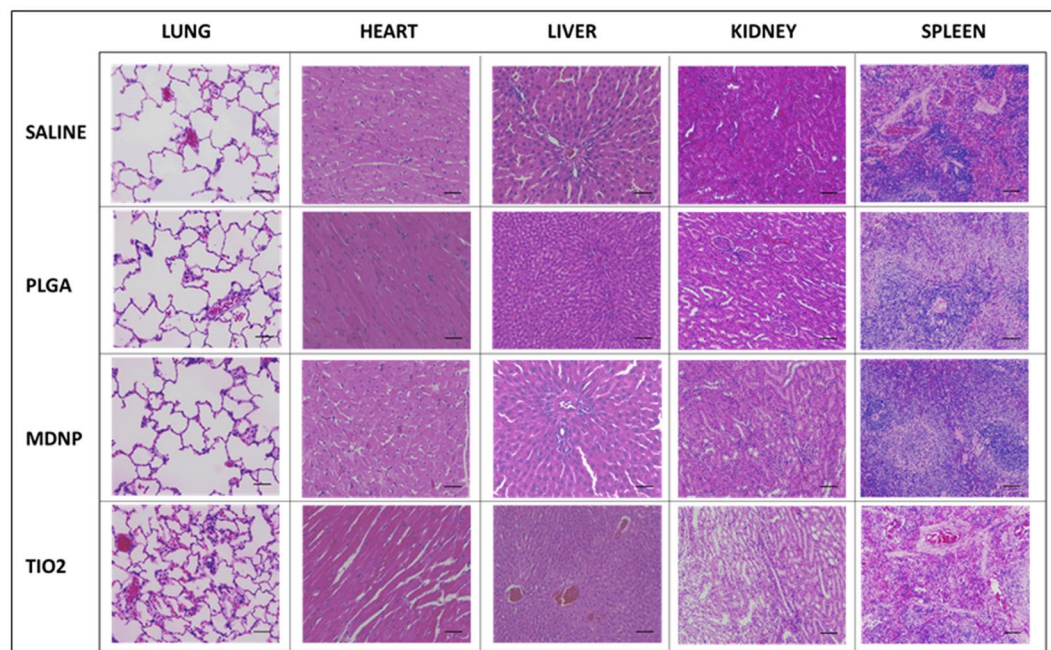 LUNG HEART LIVER KIDNEY SPLEEN
SALINE
PLGA
MDNP
TIO2